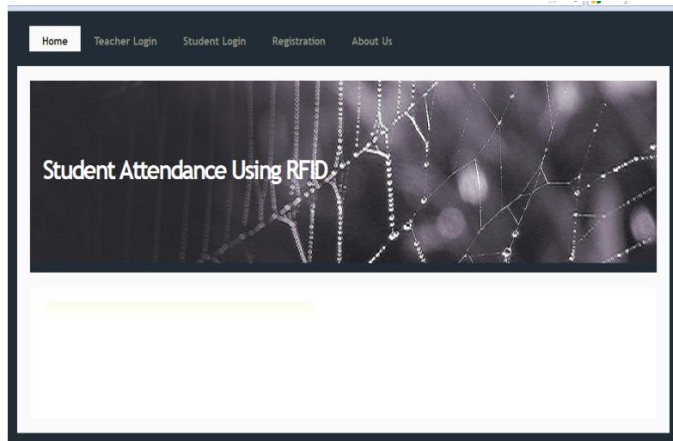 Home Teacher Login Student Login Registration About Us
Student Attendance Using RFID